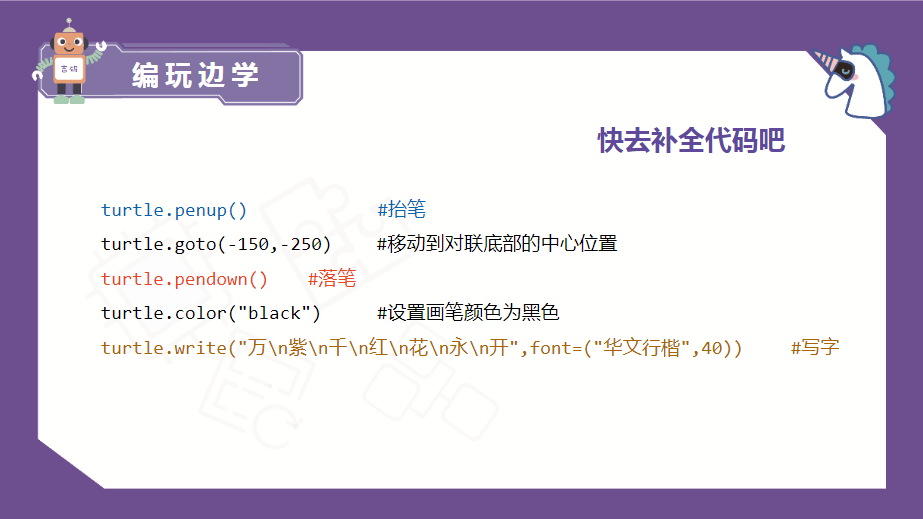 编玩边学
快去补全代码吧
turtle.penup() #抬笔
turtle.goto(-150,-250) #移动到对联底部的中心位置
turtle.pendown() #落笔
turtle.color("black") #设置画笔颜色为黑色
turtle.write("万\n紫\n千\n红\n花\n永\n开",font=("华文行楷",40)) #写字